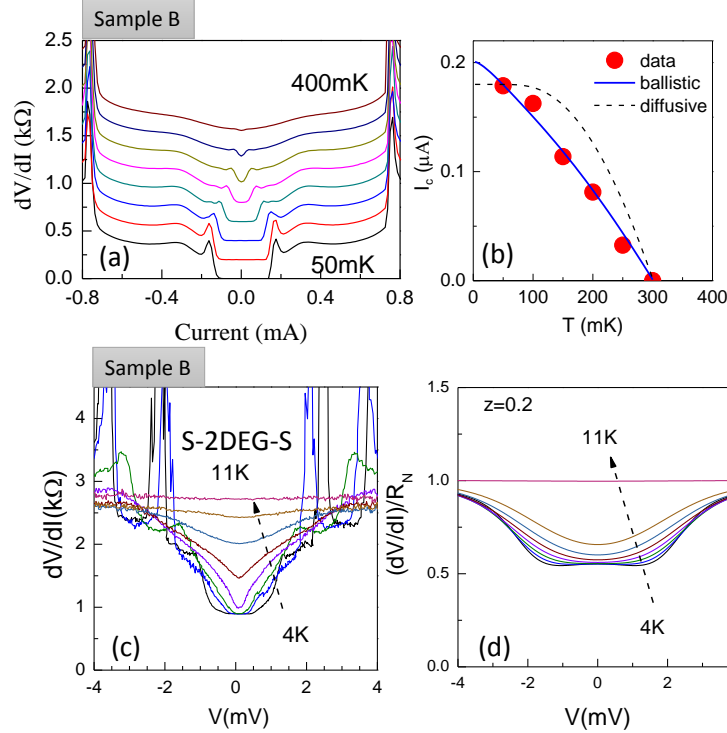 Sample B
2.5
2.0
1.5
1.0
0.5
0.0
dV/dI (kΩ)
400mK
50mK
(a)
-0.8 -0.4 0.0 0.4 0.8
Current (mA)
0.2
0.1
0.0
I_c (μA)
data
ballistic
diffusive
(b)
0 100 200 300 400
T (mK)
Sample B
4
3
2
1
0
dV/dI(kΩ)
S-2DEG-S
11K
4K
(c)
-4 -2 0 2 4
V(mV)
1.5
1.0
0.5
0.0
(dV/dI)/R_N
z=0.2
11K
4K
(d)
-4 -2 0 2
V(mV)